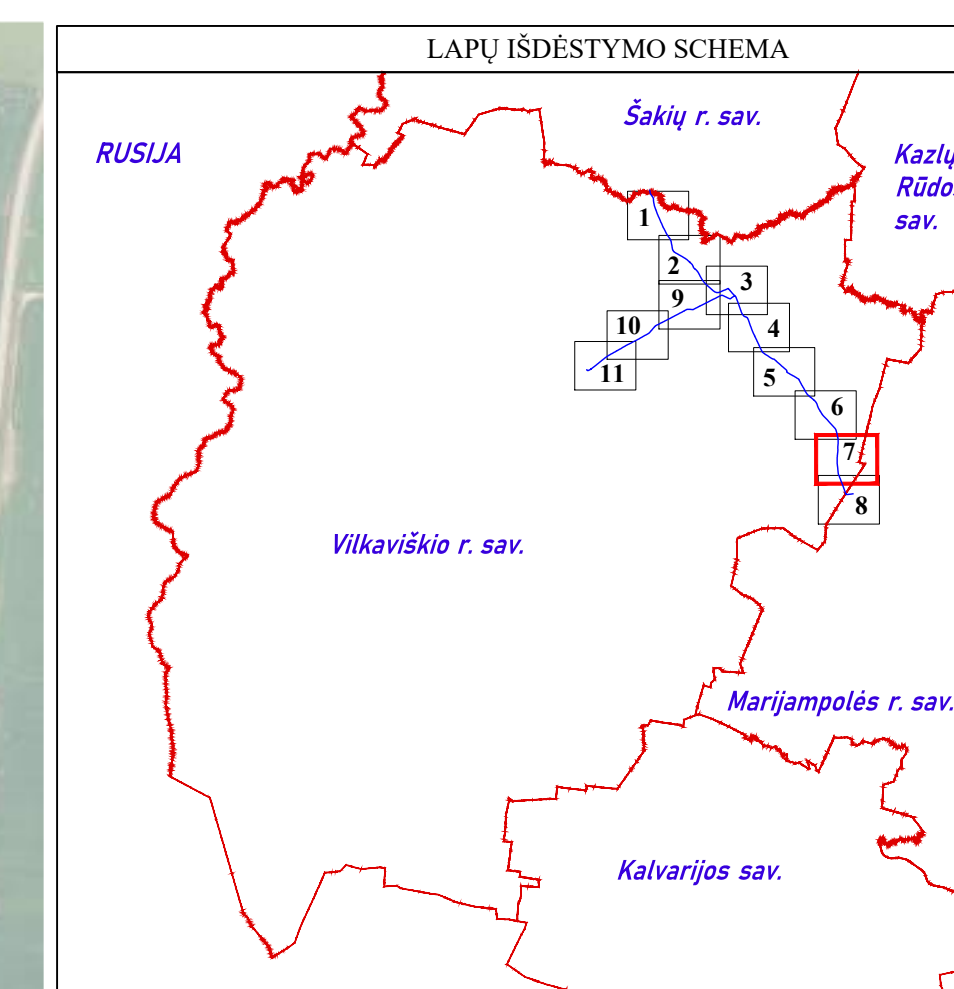 LAPŲ IŠDĖSTYMO SCHEMA
Šakių r. sav.
RUSIJA
Kazlų
Rūdos
sav.
1
2
3
9
4
10
11
5
6
7
8
Vilkaviškio r. sav.
Marijampolės r. sav.
Kalvarijos sav.